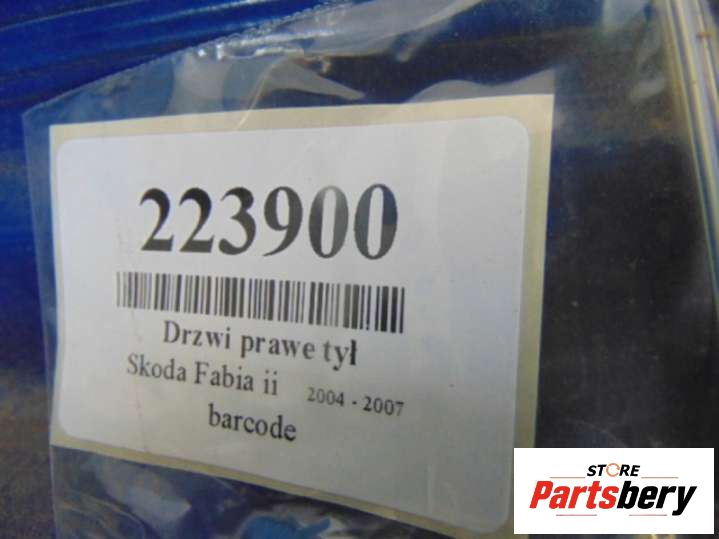 223900
Drzwi prawe tył
Skoda Fabia ii 2004 - 2007
barcode
STORE
Partsbery